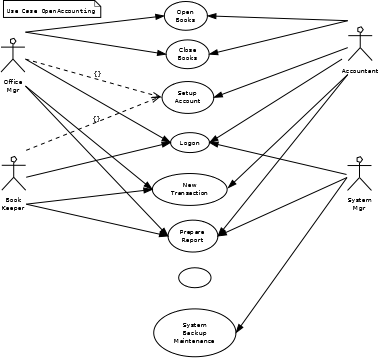 Use Case OpenAccounting
Open
Books
Close
Books
Office
Mgr
Accountant
{}
Setup
Account
{}
Logon
New
Transaction
Book
Keeper
System
Mgr
Prepare
Report
System
Backup
Maintenance